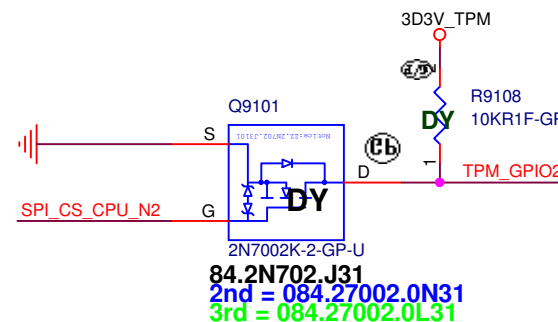 3D3V_TPM
R9108
10KR1F-GP
DY
1
Q9101
S
D
G
DY
TPM_GPIO2
SPI_CS_CPU_N2
2N7002K-2-GP-U
84.2N702.J31
2nd = 084.27002.0N31
3rd = 084.27002.0L31